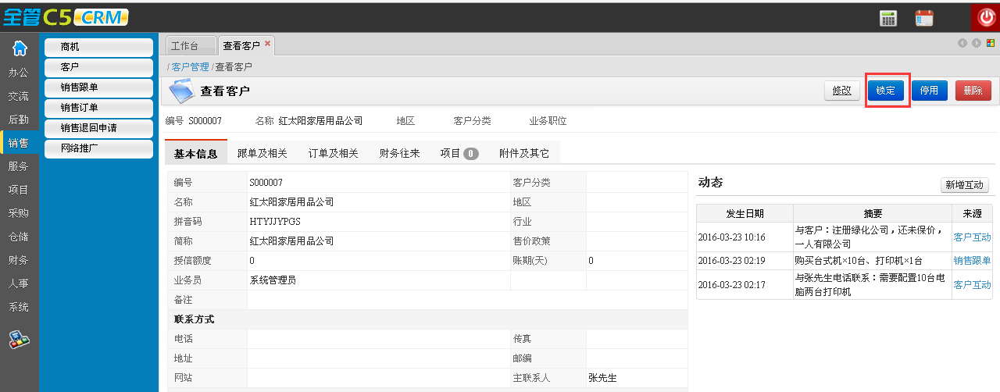 全管C5 CRM
工作台 查看客户
/ 客户管理 / 查看客户
查看客户 修改 锁定 停用 删除
办公
交流
后勤
销售
服务
项目
采购
仓储
财务
人事
系统
商机
客户
销售跟单
销售订单
销售退回申请
网络推广
编号 S000007 名称 红太阳家居用品公司 地区 客户分类 业务职位
基本信息 跟单及相关 订单及相关 财务往来 项目 0 附件及其它
编号 S000007 客户分类
名称 红太阳家居用品公司 地区
拼音码 HTYJJYPGS 行业
简称 红太阳家居用品公司 售价政策
授信额度 0 账期(天) 0
业务员 系统管理员
备注
联系方式
电话 传真
地址 邮编
网站 主联系人 张先生
动态 新增互动
发生日期 摘要 来源
2016-03-23 10:16 与客户：注册绿化公司，还未保价， 客户互动
一人有限公司
2016-03-23 02:19 购买台式机×10台、打印机×1台 销售跟单
2016-03-23 02:17 与张先生电话联系：需要配置10台电 客户互动
脑两台打印机